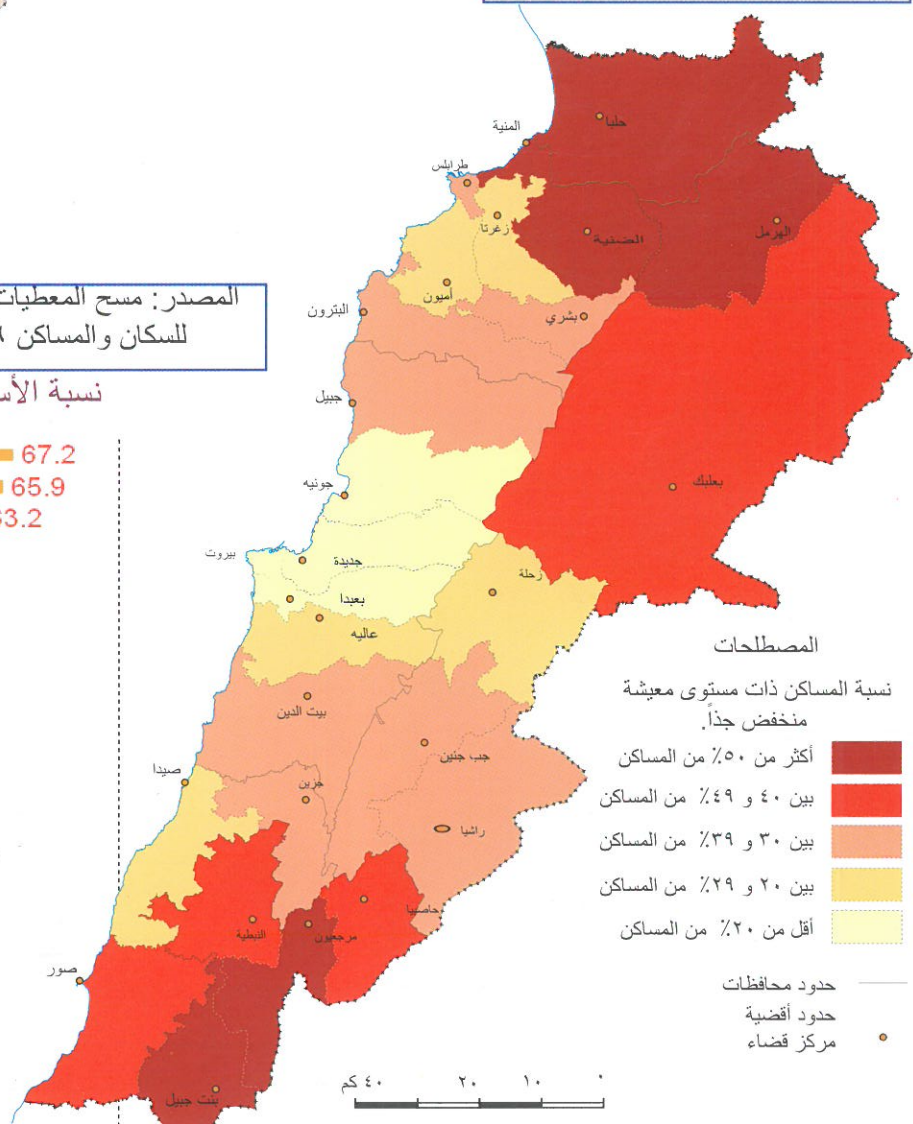 المنية
حلبا
طرابلس
زغرتا
الضنية
الهرمل
أميون
البترون
بشري
جبيل
المصدر: مسح المعطيات
للسكان والمساكن
نسبة الأس
67.2
65.9
63.2
جونيه
بعلبك
بيروت
جديدة
زحلة
بعبدا
عاليه
بيت الدين
جب جنين
صيدا
جزين
راشيا
حاصبيا
مرجعيون
النبطية
صور
بنت جبيل
المصطلحات
نسبة المساكن ذات مستوى معيشة
منخفض جداً.
أكثر من ٥٠٪ من المساكن
بين ٤٠ و ٤٩٪ من المساكن
بين ٣٠ و ٣٩٪ من المساكن
بين ٢٠ و ٢٩٪ من المساكن
أقل من ٢٠٪ من المساكن
حدود محافظات
حدود أقضية
مركز قضاء
٤٠ كم ٢٠ ١٠ ٠